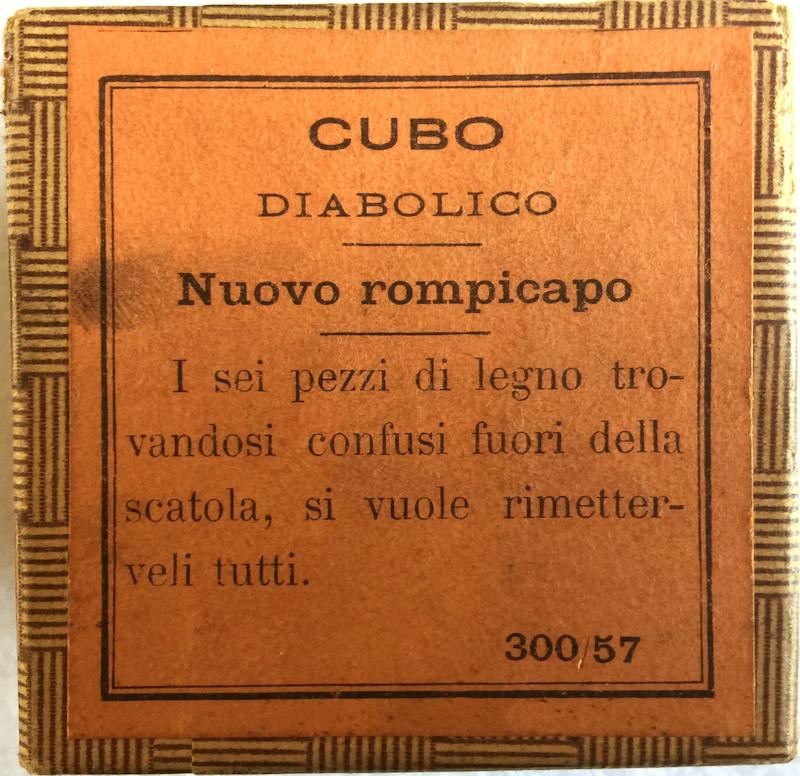 CUBO
DIABOLICO
Nuovo rompicapo
I sei pezzi di legno tro-
vandosi confusi fuori della
scatola, si vuole rimetter-
veli tutti.
300/57